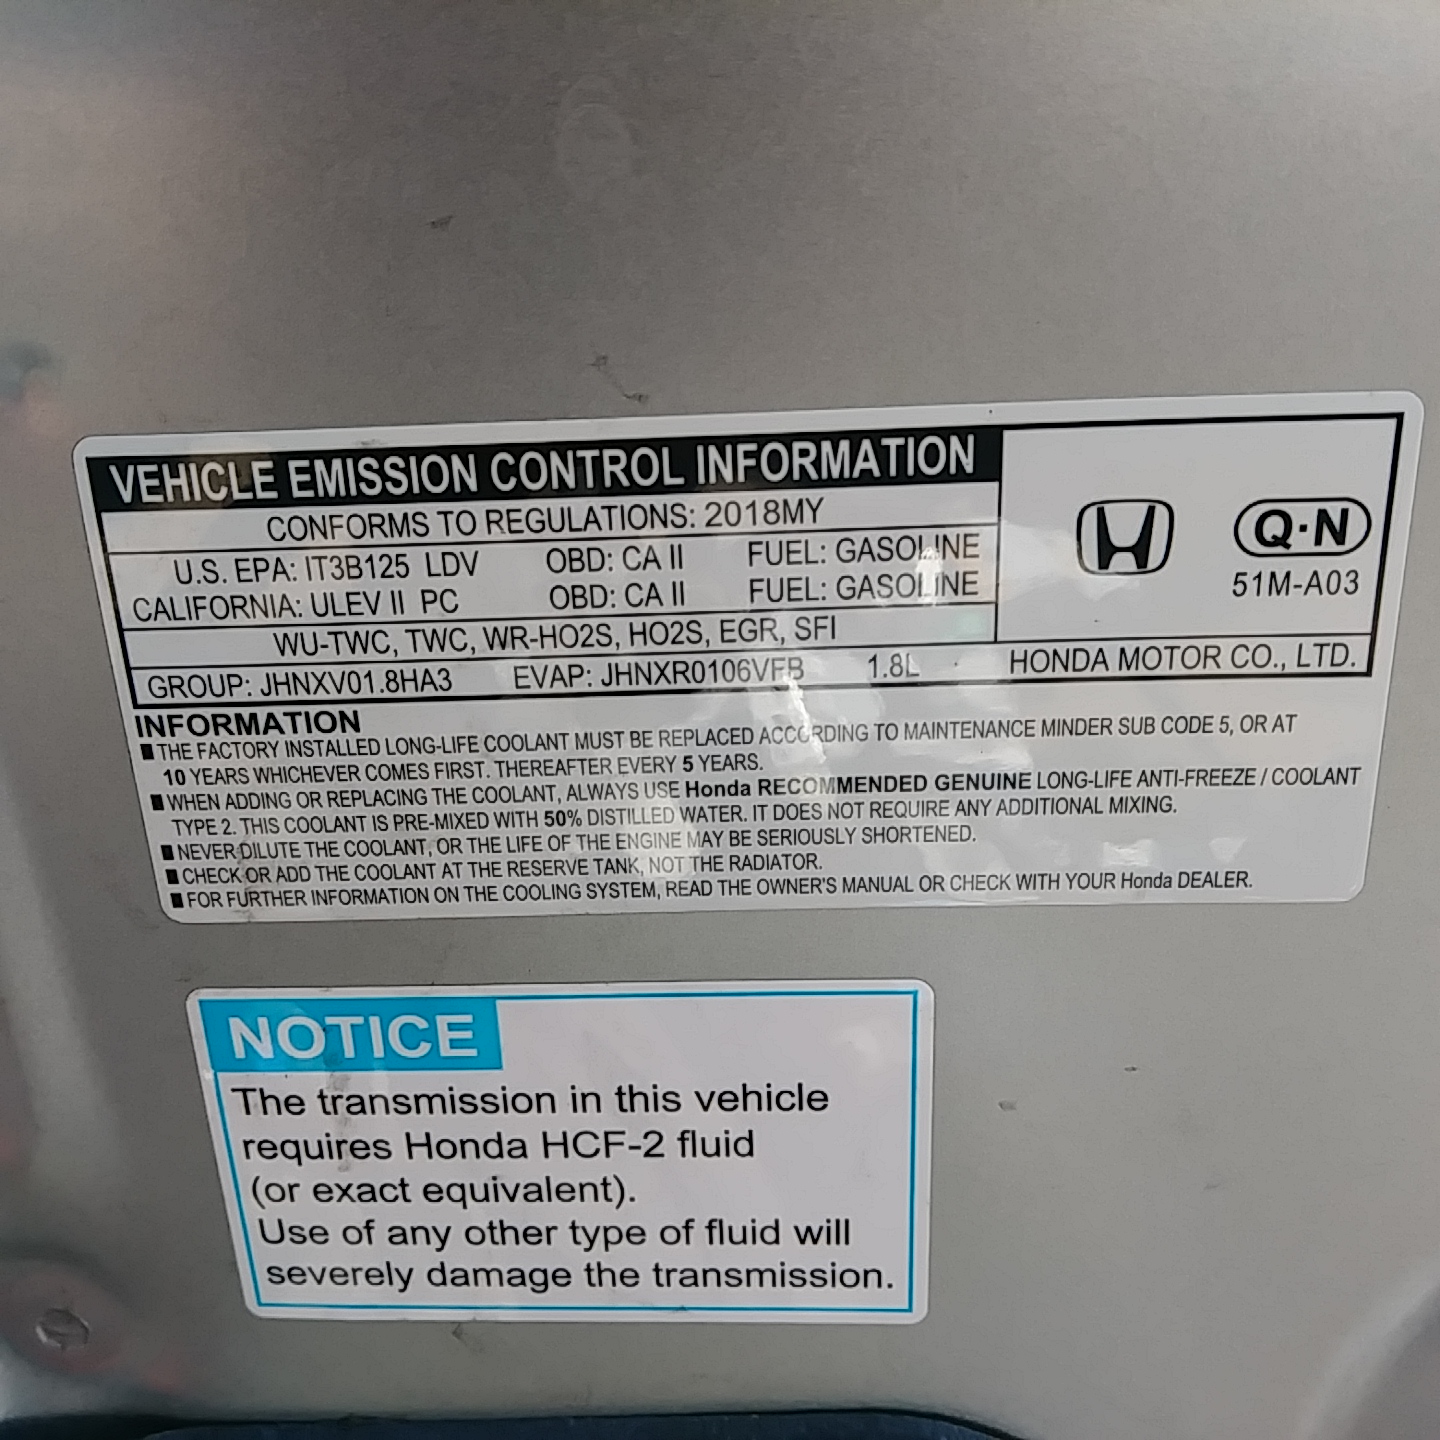 VEHICLE EMISSION CONTROL INFORMATION
CONFORMS TO REGULATIONS: 2018MY
U.S. EPA: IT3B125 LDV OBD: CA II FUEL: GASOLINE
CALIFORNIA: ULEV II PC OBD: CA II FUEL: GASOLINE
WU-TWC, TWC, WR-HO2S, HO2S, EGR, SFI
GROUP: JHNXV01.8HA3 EVAP: JHNXR0106VFB 1.8L HONDA MOTOR CO., LTD.
Q·N
51M-A03
INFORMATION
■ THE FACTORY INSTALLED LONG-LIFE COOLANT MUST BE REPLACED ACCORDING TO MAINTENANCE MINDER SUB CODE 5, OR AT
10 YEARS WHICHEVER COMES FIRST. THEREAFTER EVERY 5 YEARS.
■ WHEN ADDING OR REPLACING THE COOLANT, ALWAYS USE Honda RECOMMENDED GENUINE LONG-LIFE ANTI-FREEZE / COOLANT
TYPE 2. THIS COOLANT IS PRE-MIXED WITH 50% DISTILLED WATER. IT DOES NOT REQUIRE ANY ADDITIONAL MIXING.
■ NEVER DILUTE THE COOLANT, OR THE LIFE OF THE ENGINE MAY BE SERIOUSLY SHORTENED.
■ CHECK OR ADD THE COOLANT AT THE RESERVE TANK, NOT THE RADIATOR.
■ FOR FURTHER INFORMATION ON THE COOLING SYSTEM, READ THE OWNER'S MANUAL OR CHECK WITH YOUR Honda DEALER.
NOTICE
The transmission in this vehicle
requires Honda HCF-2 fluid
(or exact equivalent).
Use of any other type of fluid will
severely damage the transmission.